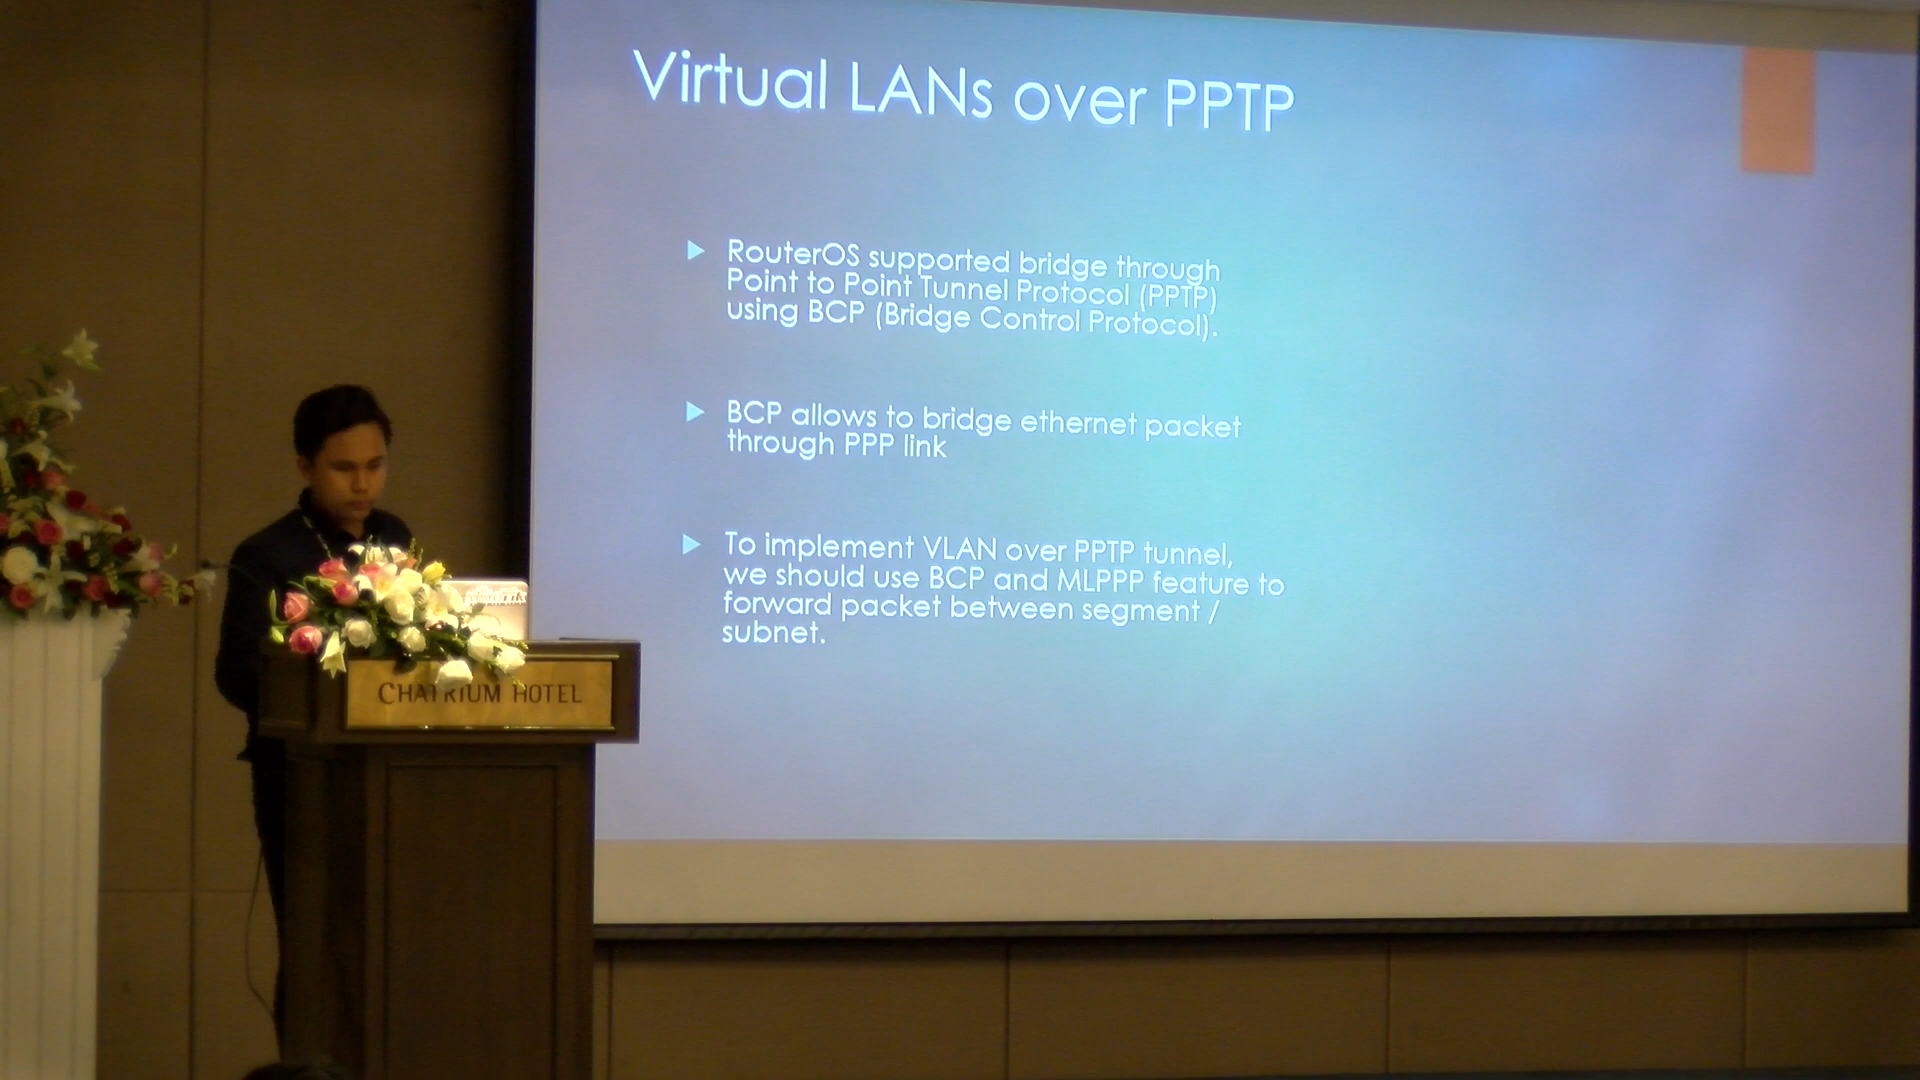 Virtual LANs over PPTP
RouterOS supported bridge through
Point to Point Tunnel Protocol (PPTP)
using BCP (Bridge Control Protocol).
BCP allows to bridge ethernet packet
through PPP link
To implement VLAN over PPTP tunnel,
we should use BCP and MLPPP feature to
forward packet between segment /
subnet.
CHATRIUM HOTEL